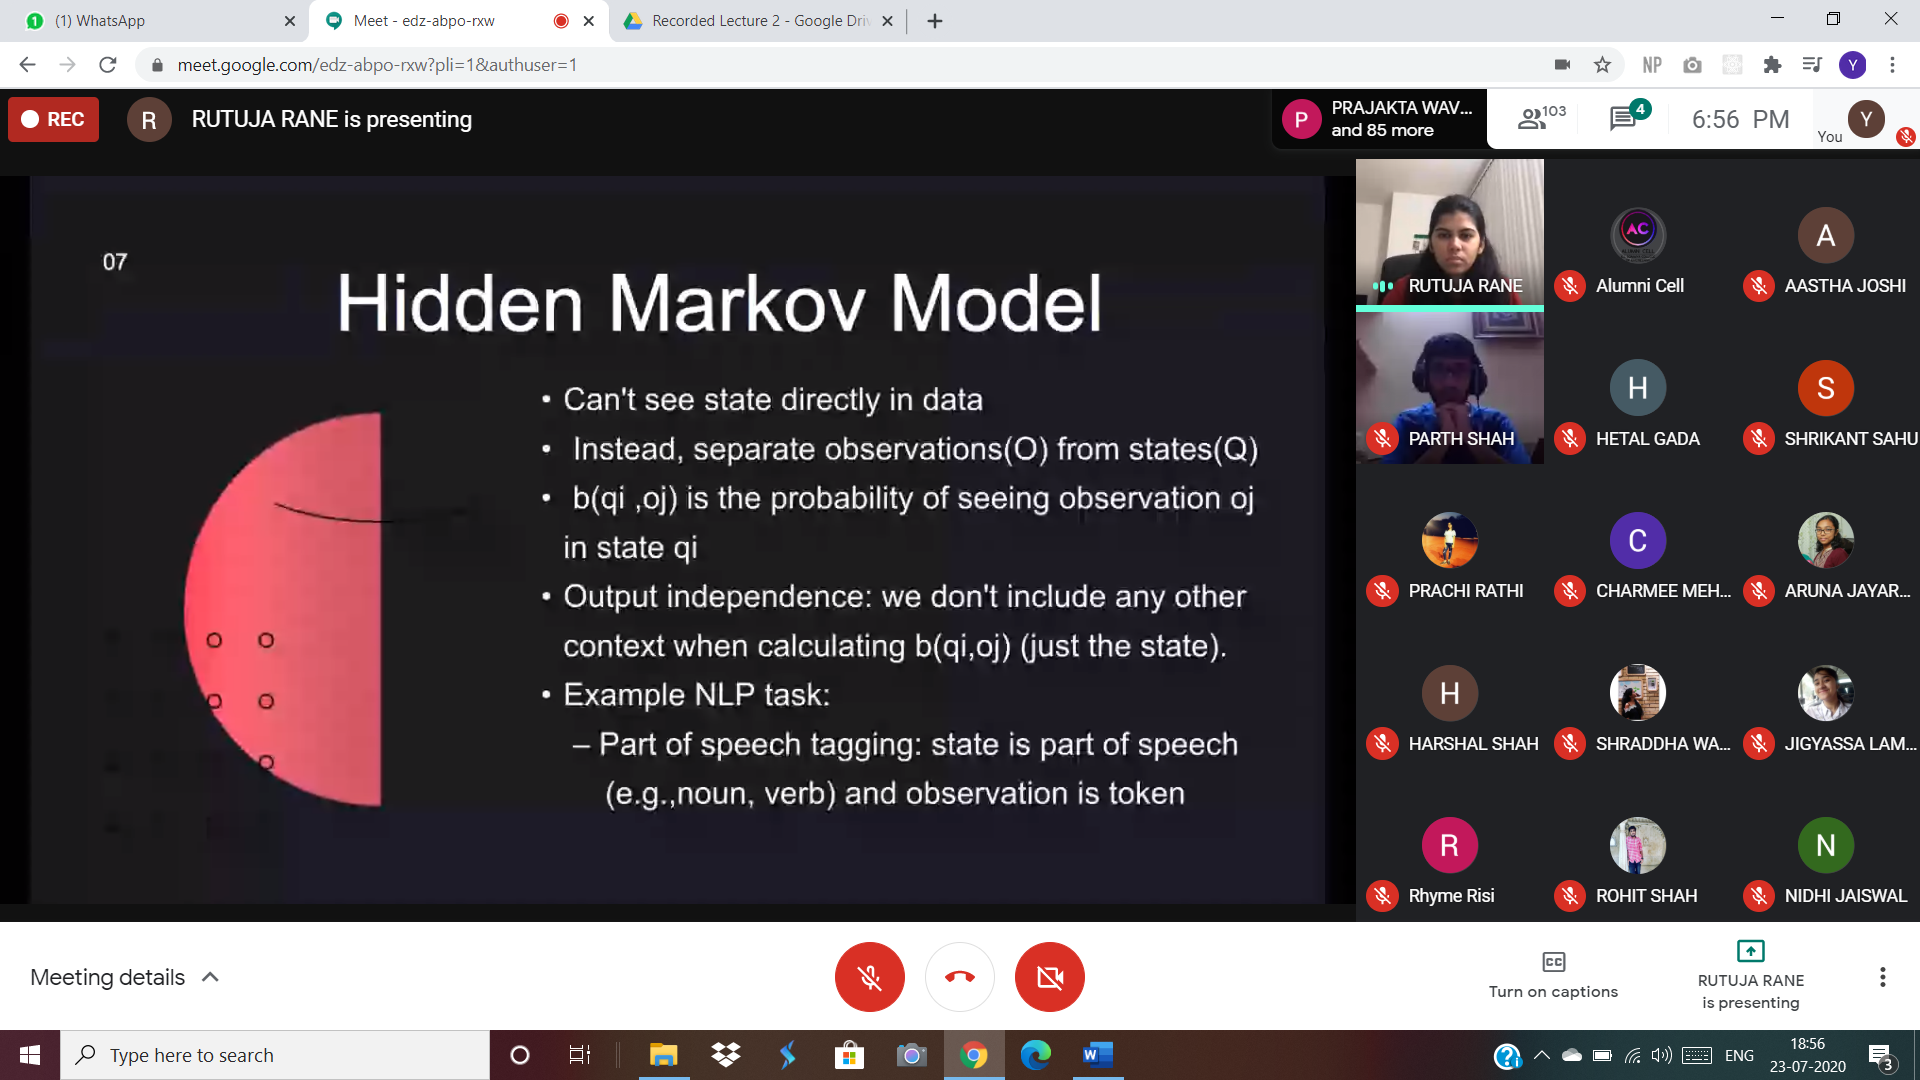 (1) WhatsApp
Meet - edz-abpo-rxw
Recorded Lecture 2 - Google Driv
meet.google.com/edz-abpo-rxw?pli=1&authuser=1
NP
Y
REC
R
RUTUJA RANE is presenting
P
PRAJAKTA WAV...
and 85 more
103
4
6:56 PM
You
Y
07
Hidden Markov Model
• Can't see state directly in data
• Instead, separate observations(O) from states(Q)
• b(qi ,oj) is the probability of seeing observation oj
in state qi
• Output independence: we don't include any other
context when calculating b(qi,oj) (just the state).
• Example NLP task:
– Part of speech tagging: state is part of speech
(e.g.,noun, verb) and observation is token
RUTUJA RANE
AC
Alumni Cell
A
AASTHA JOSHI
PARTH SHAH
H
HETAL GADA
S
SHRIKANT SAHU
PRACHI RATHI
C
CHARMEE MEH...
ARUNA JAYAR...
H
HARSHAL SHAH
SHRADDHA WA...
JIGYASSA LAM...
R
Rhyme Risi
ROHIT SHAH
N
NIDHI JAISWAL
Meeting details
CC
Turn on captions
RUTUJA RANE
is presenting
Type here to search
ENG
18:56
23-07-2020
3